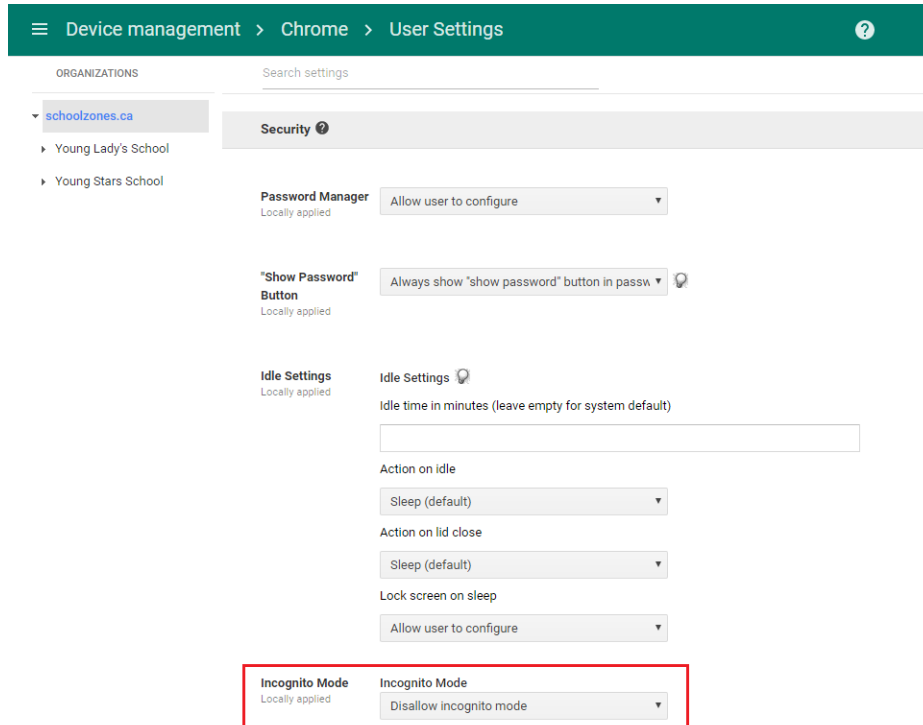 Device management > Chrome > User Settings
ORGANIZATIONS
Search settings
schoolzones.ca
Young Lady's School
Young Stars School
Security
Password Manager
Locally applied
Allow user to configure
"Show Password"
Button
Locally applied
Always show "show password" button in passw
Idle Settings
Locally applied
Idle Settings
Idle time in minutes (leave empty for system default)
Action on idle
Sleep (default)
Action on lid close
Sleep (default)
Lock screen on sleep
Allow user to configure
Incognito Mode
Locally applied
Incognito Mode
Disallow incognito mode